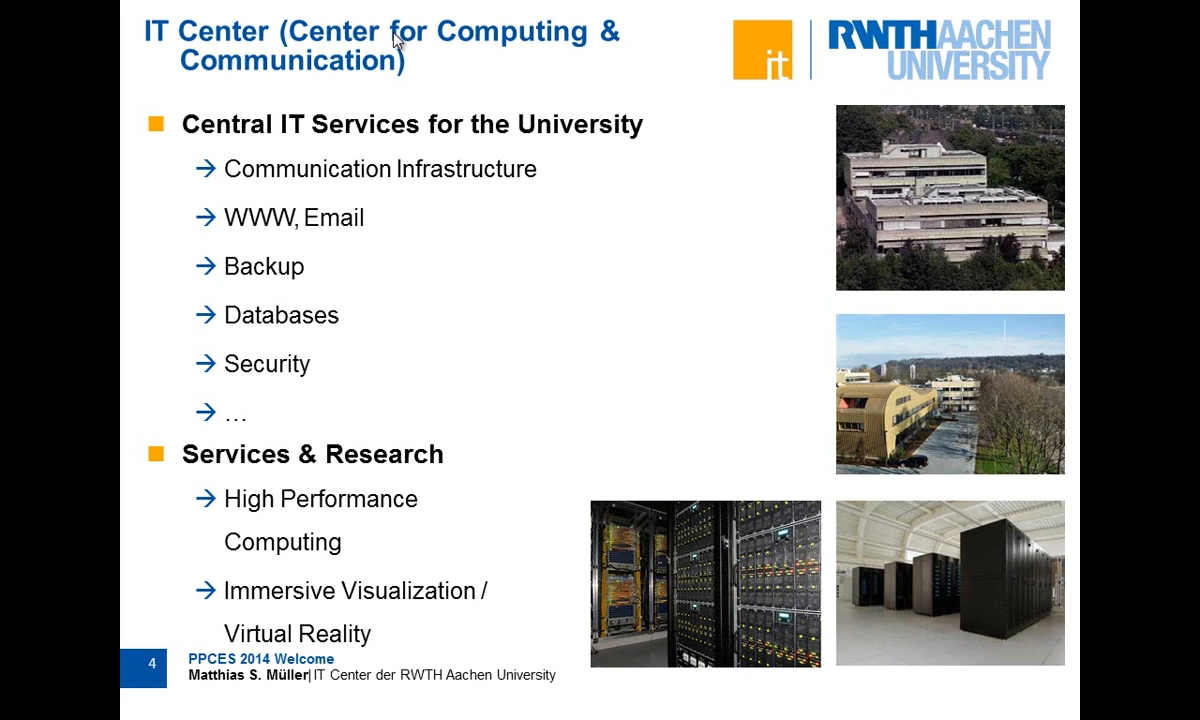 IT Center (Center for Computing &
Communication)
it
RWTHAACHEN
UNIVERSITY
Central IT Services for the University
→ Communication Infrastructure
→ WWW, Email
→ Backup
→ Databases
→ Security
→ …
Services & Research
→ High Performance
Computing
→ Immersive Visualization /
Virtual Reality
4
PPCES 2014 Welcome
Matthias S. Müller| IT Center der RWTH Aachen University